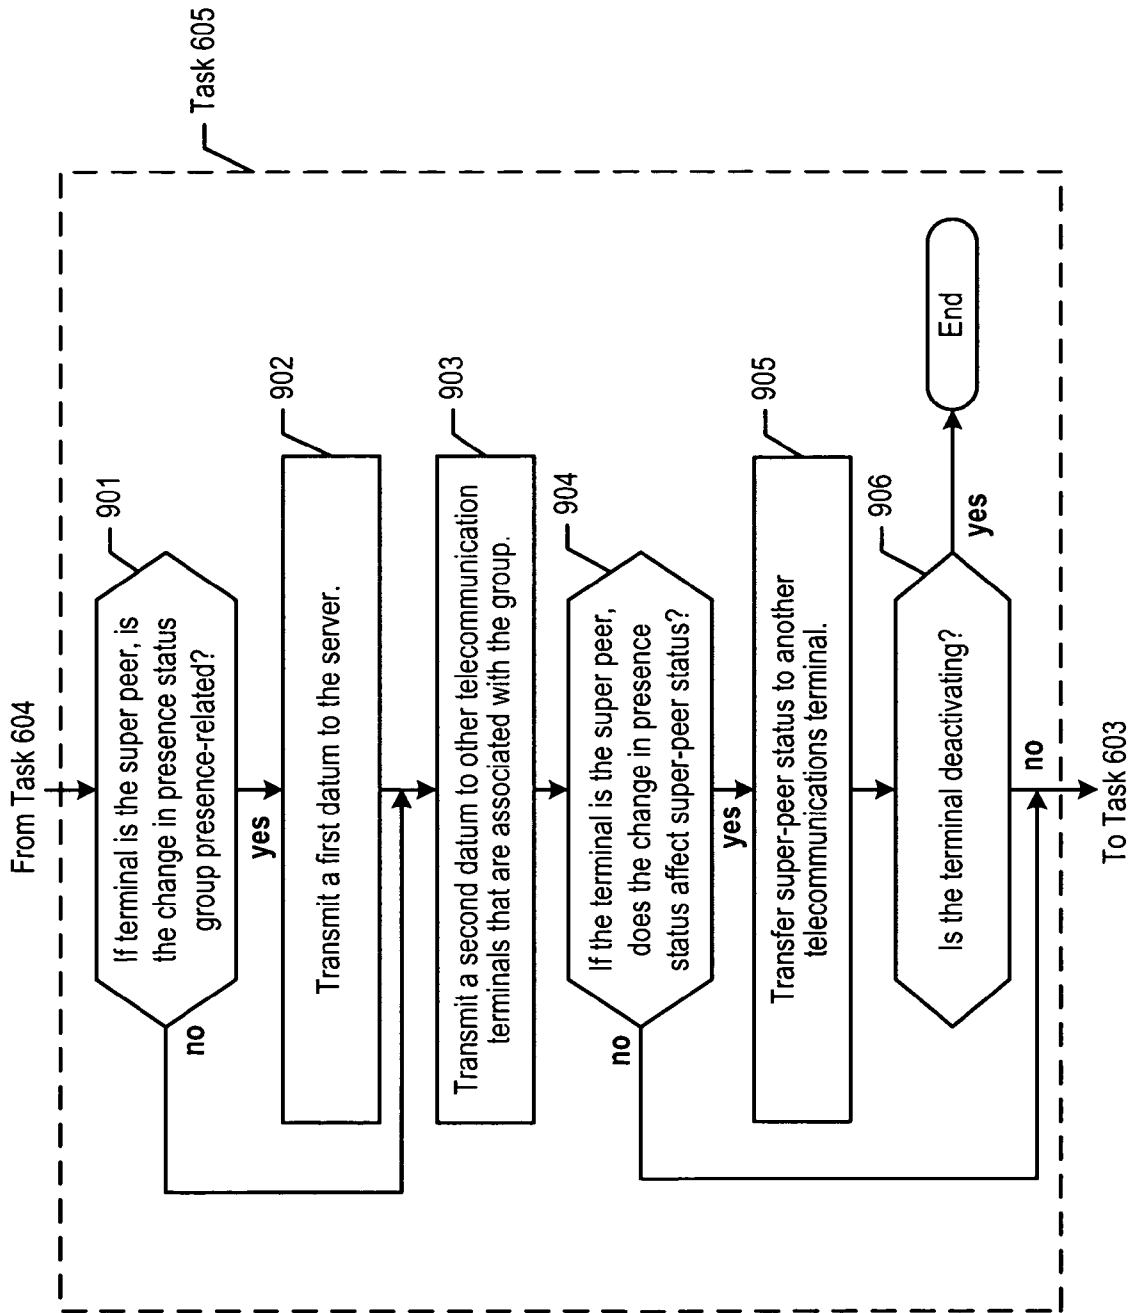 From Task 604
Task 605
901
If terminal is the super peer, is
the change in presence status
group presence-related?
no
yes
902
Transmit a first datum to the server.
903
Transmit a second datum to other telecommunication
terminals that are associated with the group.
904
If the terminal is the super peer,
does the change in presence
status affect super-peer status?
no
yes
905
Transfer super-peer status to another
telecommunications terminal.
906
Is the terminal deactivating?
yes
End
no
To Task 603